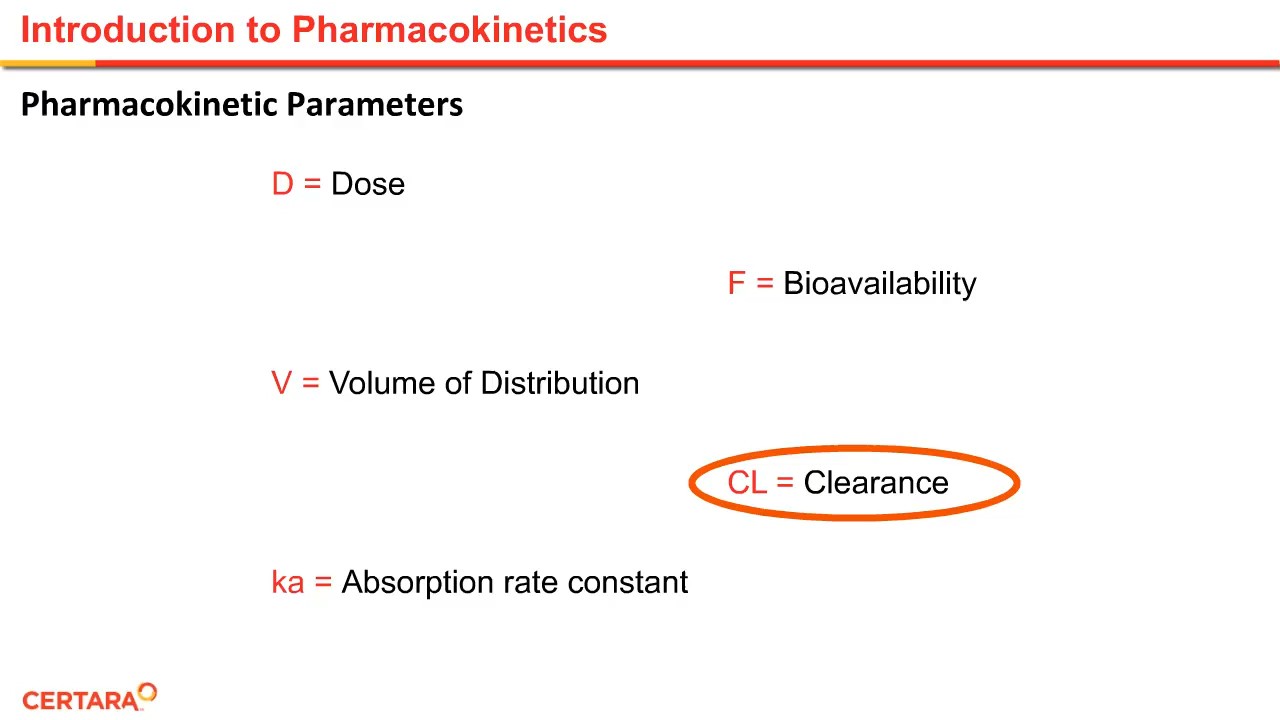 Introduction to Pharmacokinetics
Pharmacokinetic Parameters
D = Dose
F = Bioavailability
V = Volume of Distribution
CL = Clearance
ka = Absorption rate constant
CERTARA